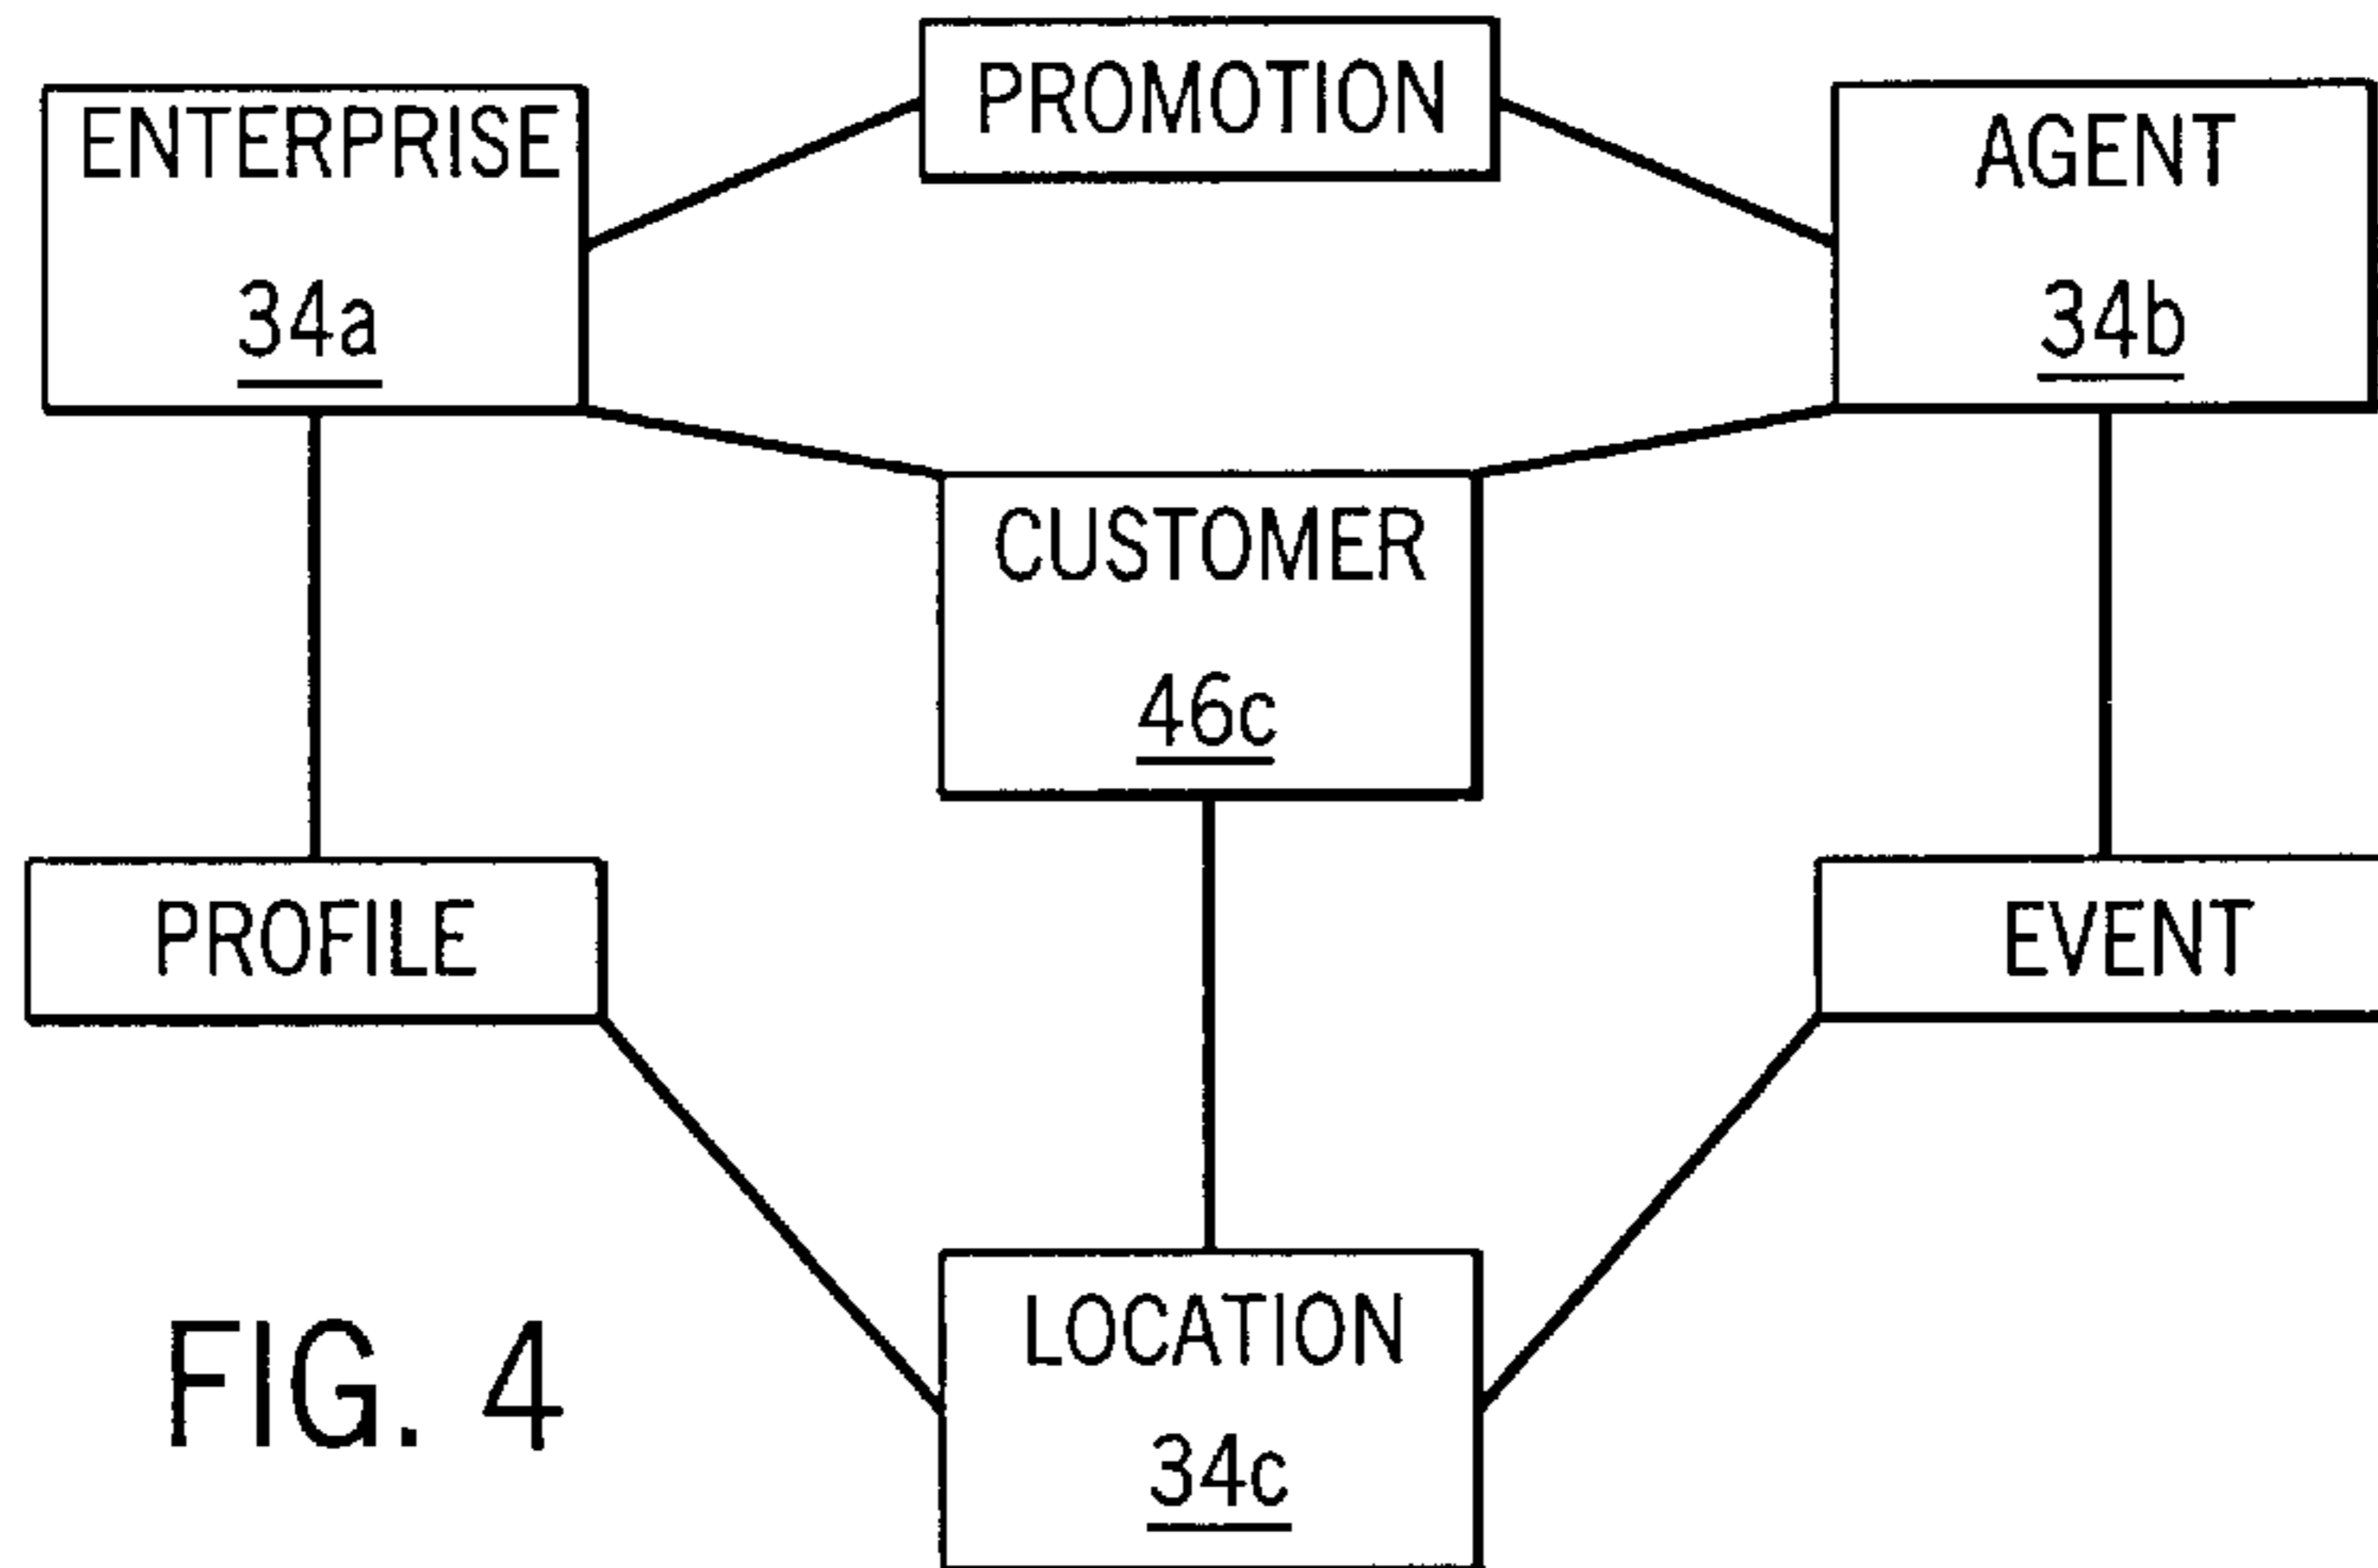 PROMOTION
ENTERPRISE
34a
AGENT
34b
CUSTOMER
46c
PROFILE
EVENT
LOCATION
34c
FIG. 4